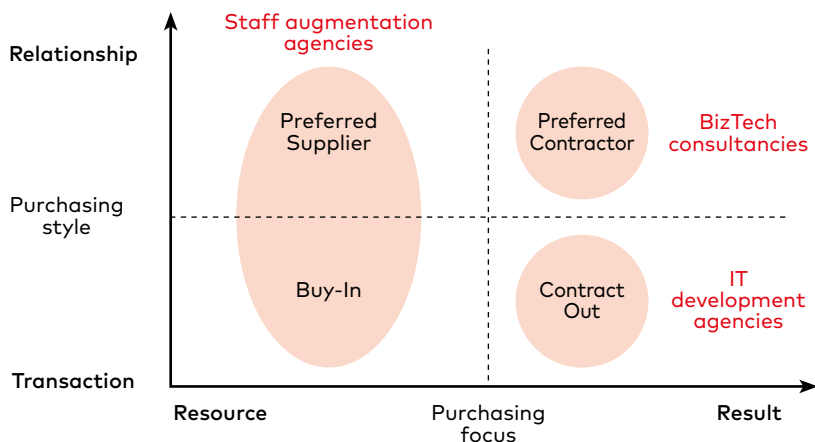 Staff augmentation
agencies
Relationship
Preferred
Supplier
Preferred
Contractor
BizTech
consultancies
Purchasing
style
Buy-In
Contract
Out
IT
development
agencies
Transaction
Resource
Purchasing
focus
Result